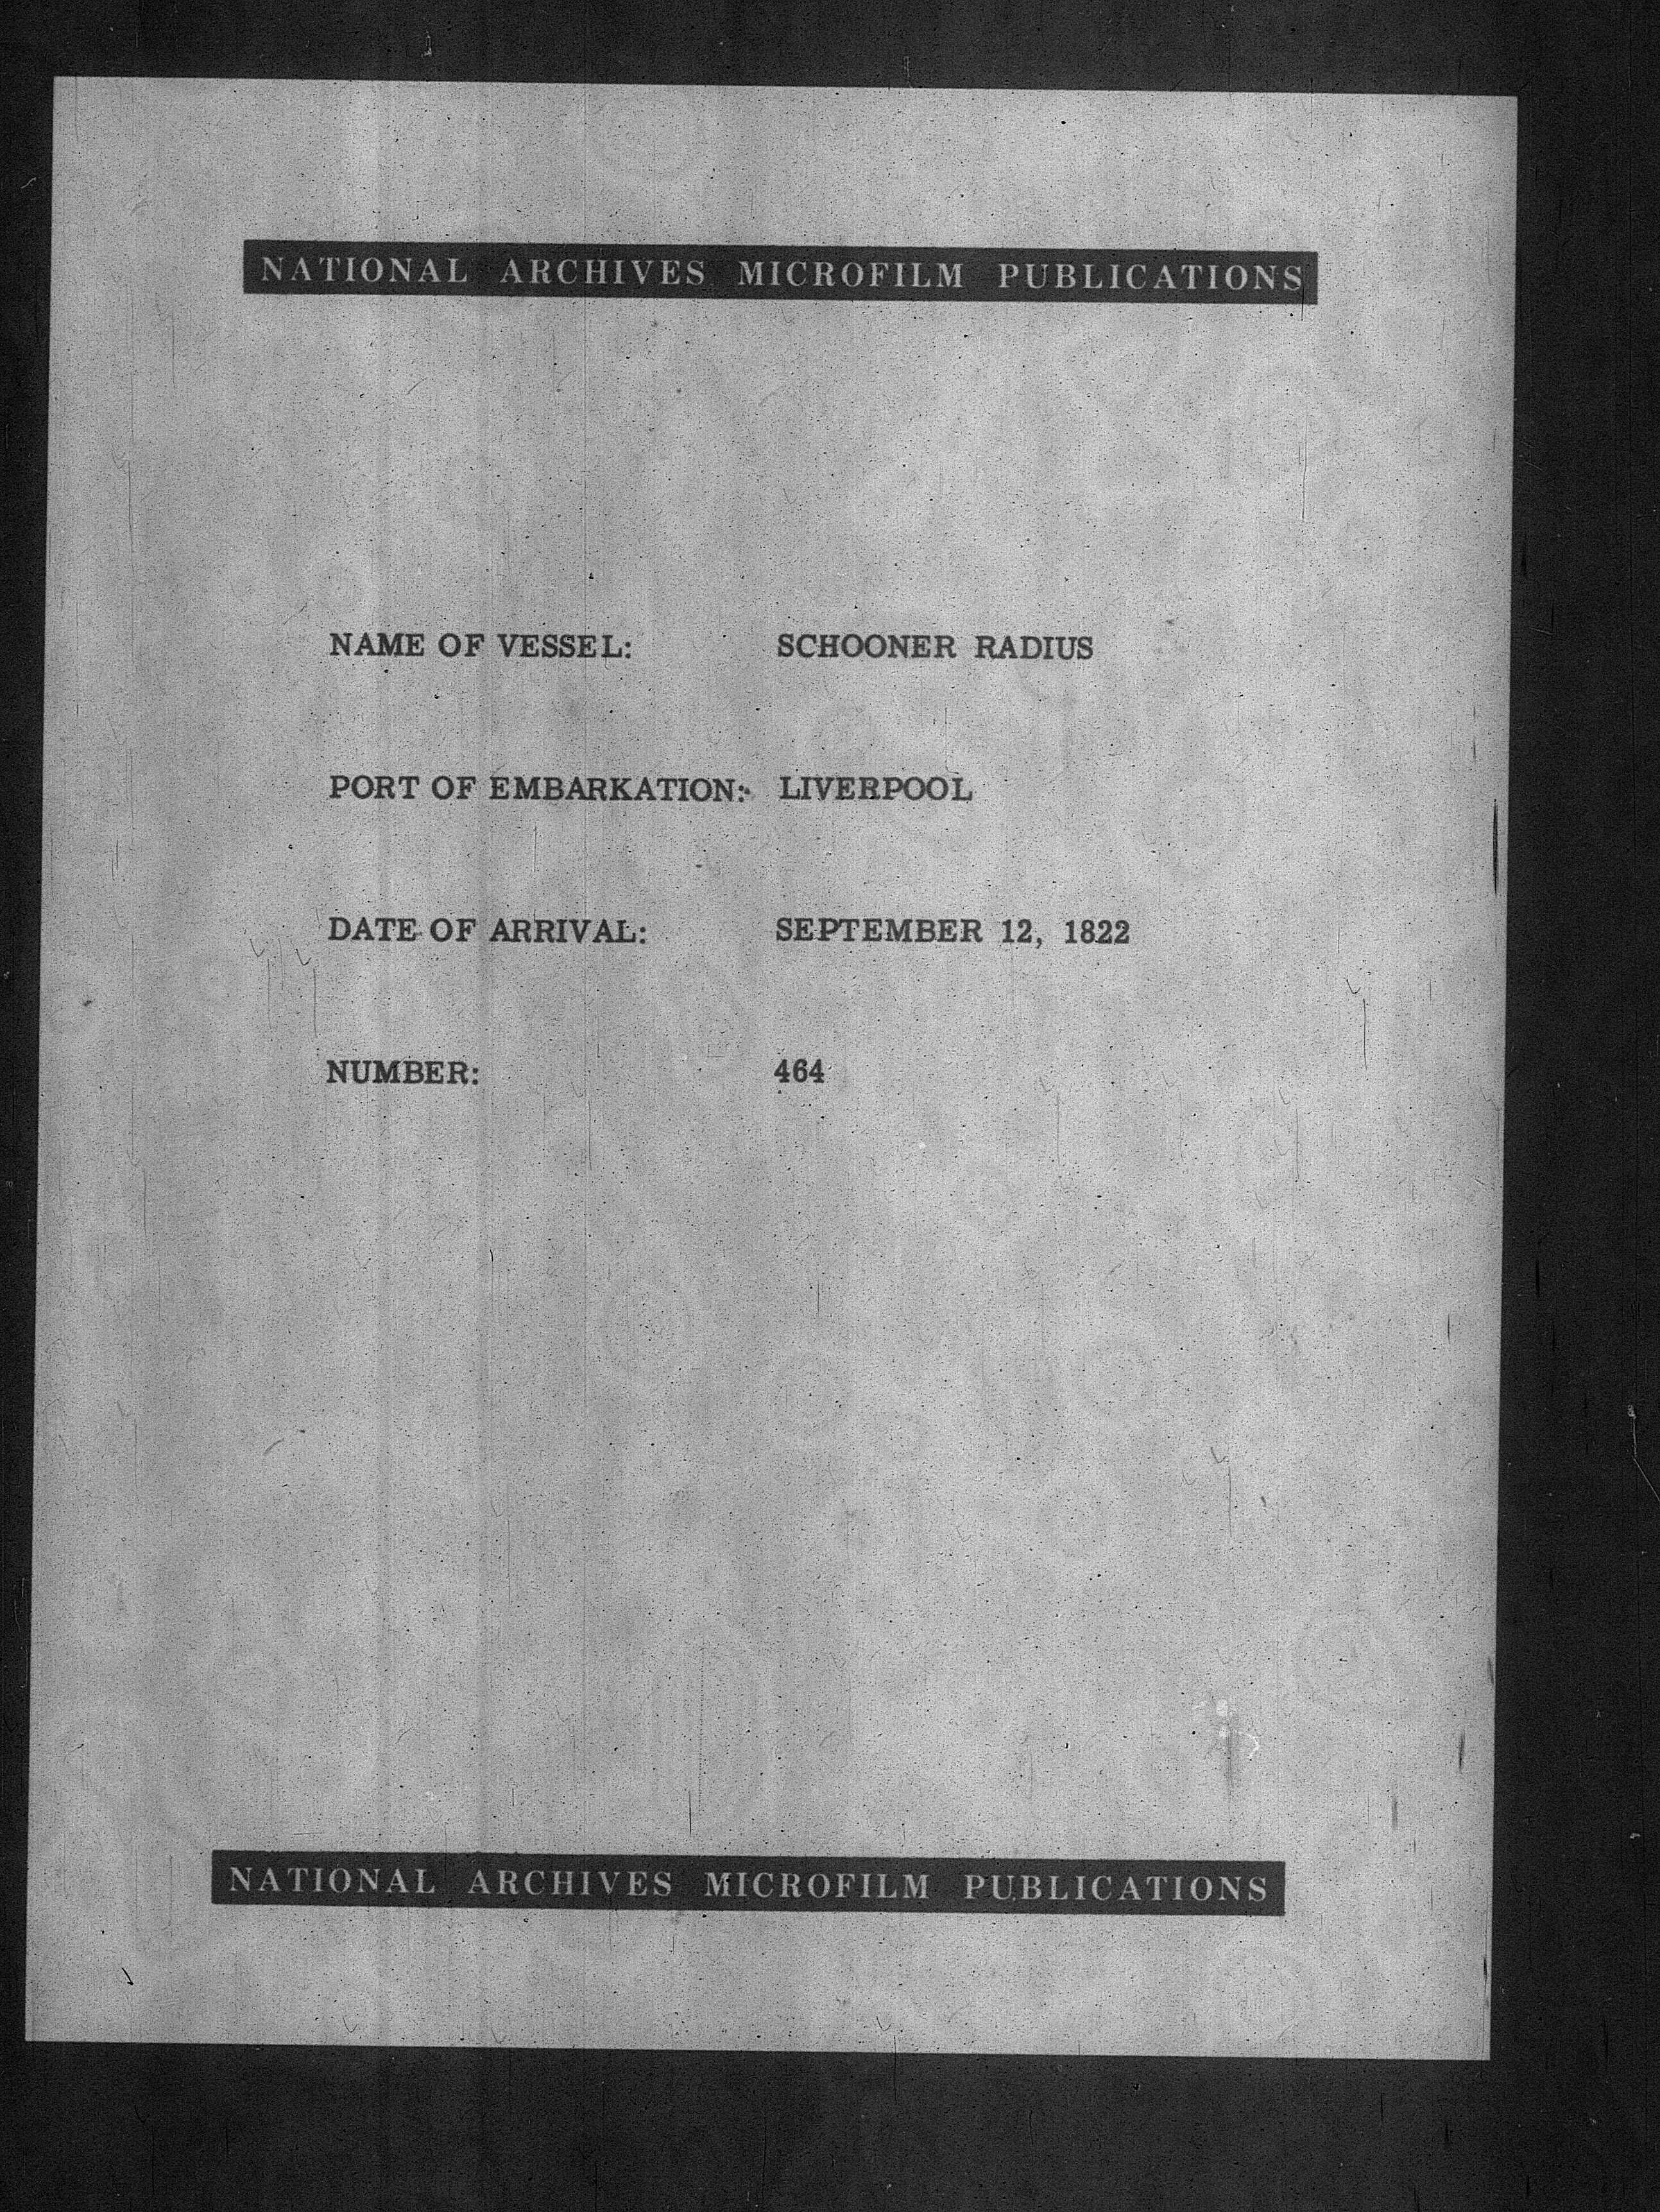 NATIONAL ARCHIVES MICROFILM PUBLICATIONS
NAME OF VESSEL: SCHOONER RADIUS
PORT OF EMBARKATION: LIVERPOOL
DATE OF ARRIVAL: SEPTEMBER 12, 1822
NUMBER: 464
NATIONAL ARCHIVES MICROFILM PUBLICATIONS